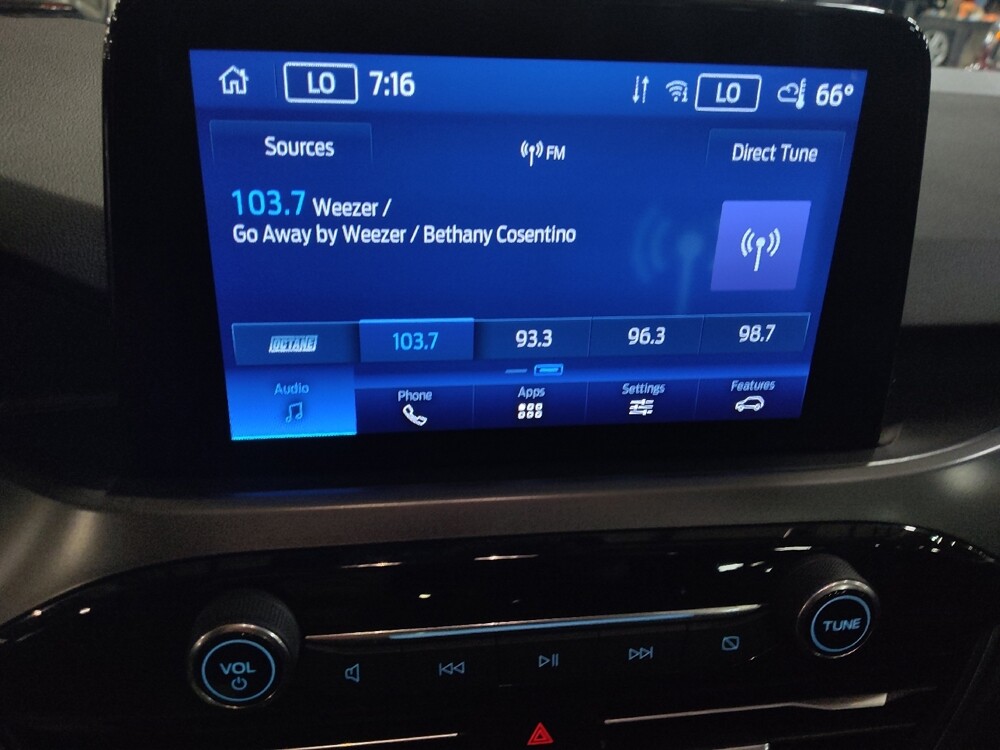 LO 7:16 LO 66°
Sources FM Direct Tune
103.7 Weezer /
Go Away by Weezer / Bethany Cosentino
OCTANE 103.7 93.3 96.3 98.7
Audio Phone Apps Settings Features
VOL TUNE